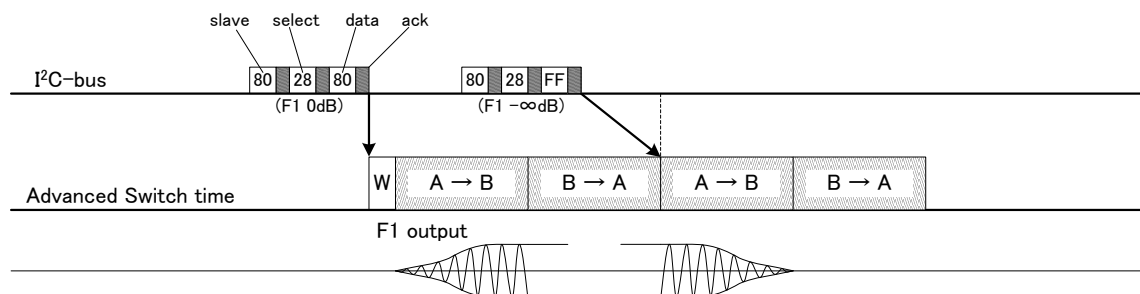 slave select data ack
I²C-bus 80 28 80 80 28 FF
(F1 0dB) (F1 −∞dB)
Advanced Switch time W A → B B → A A → B B → A
F1 output